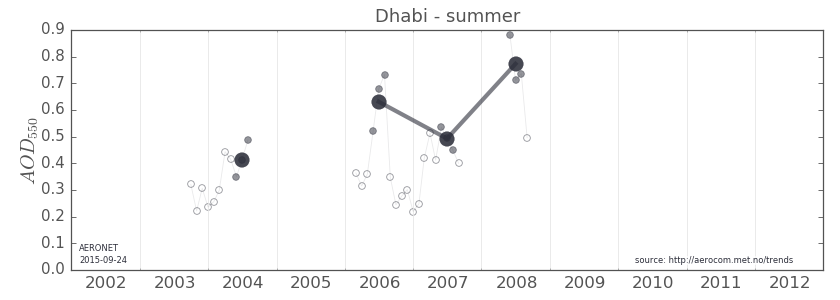 Dhabi - summer
0.9
0.8
0.7
0.6
0.5
0.4
0.3
0.2
0.1
0.0
AOD550
AERONET
2015-09-24
source: http://aerocom.met.no/trends
2002 2003 2004 2005 2006 2007 2008 2009 2010 2011 2012